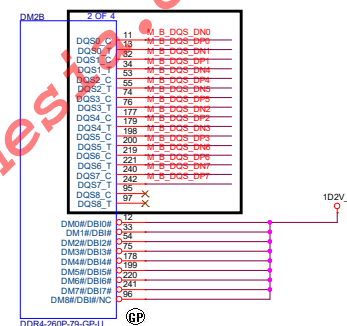 DM2B
2 OF 4
DQS0_C 11 M_B_DQS_DN0
DQS0_T 13 M_B_DQS_DP0
DQS1_C 32 M_B_DQS_DN1
DQS1_T 34 M_B_DQS_DP1
DQS2_C 53 M_B_DQS_DN4
DQS2_T 55 M_B_DQS_DP4
DQS3_C 74 M_B_DQS_DN5
DQS3_T 76 M_B_DQS_DP5
DQS4_C 177 M_B_DQS_DN2
DQS4_T 179 M_B_DQS_DP2
DQS5_C 198 M_B_DQS_DN3
DQS5_T 200 M_B_DQS_DP3
DQS6_C 219 M_B_DQS_DN6
DQS6_T 221 M_B_DQS_DP6
DQS7_C 240 M_B_DQS_DN7
DQS7_T 242 M_B_DQS_DP7
DQS8_C 95
DQS8_T 97
1D2V_
DM0#/DBI0# 12
DM1#/DBI# 33
DM2#/DBI2# 54
DM3#/DBI3# 75
DM4#/DBI4# 178
DM5#/DBI5# 199
DM6#/DBI6# 220
DM7#/DBI7# 241
DM8#/DBI#/NC 96
DDR4-260P-79-GP-U
GP
esia.